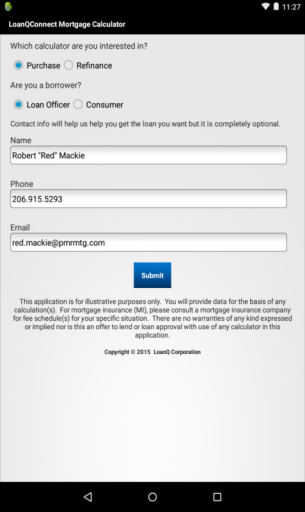 11:27
LoanQConnect Mortgage Calculator
Which calculator are you interested in?
Purchase Refinance
Are you a borrower?
Loan Officer Consumer
Contact info will help us help you get the loan you want but it is completely optional.
Name
Robert "Red" Mackie
Phone
206.915.5293
Email
red.mackie@pmrmtg.com
Submit
This application is for illustrative purposes only. You will provide data for the basis of any
calculation(s). For mortgage insurance (MI), please consult a mortgage insurance company
for fee schedule(s) for your specific situation. There are no warranties of any kind expressed
or implied nor is this an offer to lend or loan approval with use of any calculator in this
application.
Copyright © 2015 LoanQ Corporation